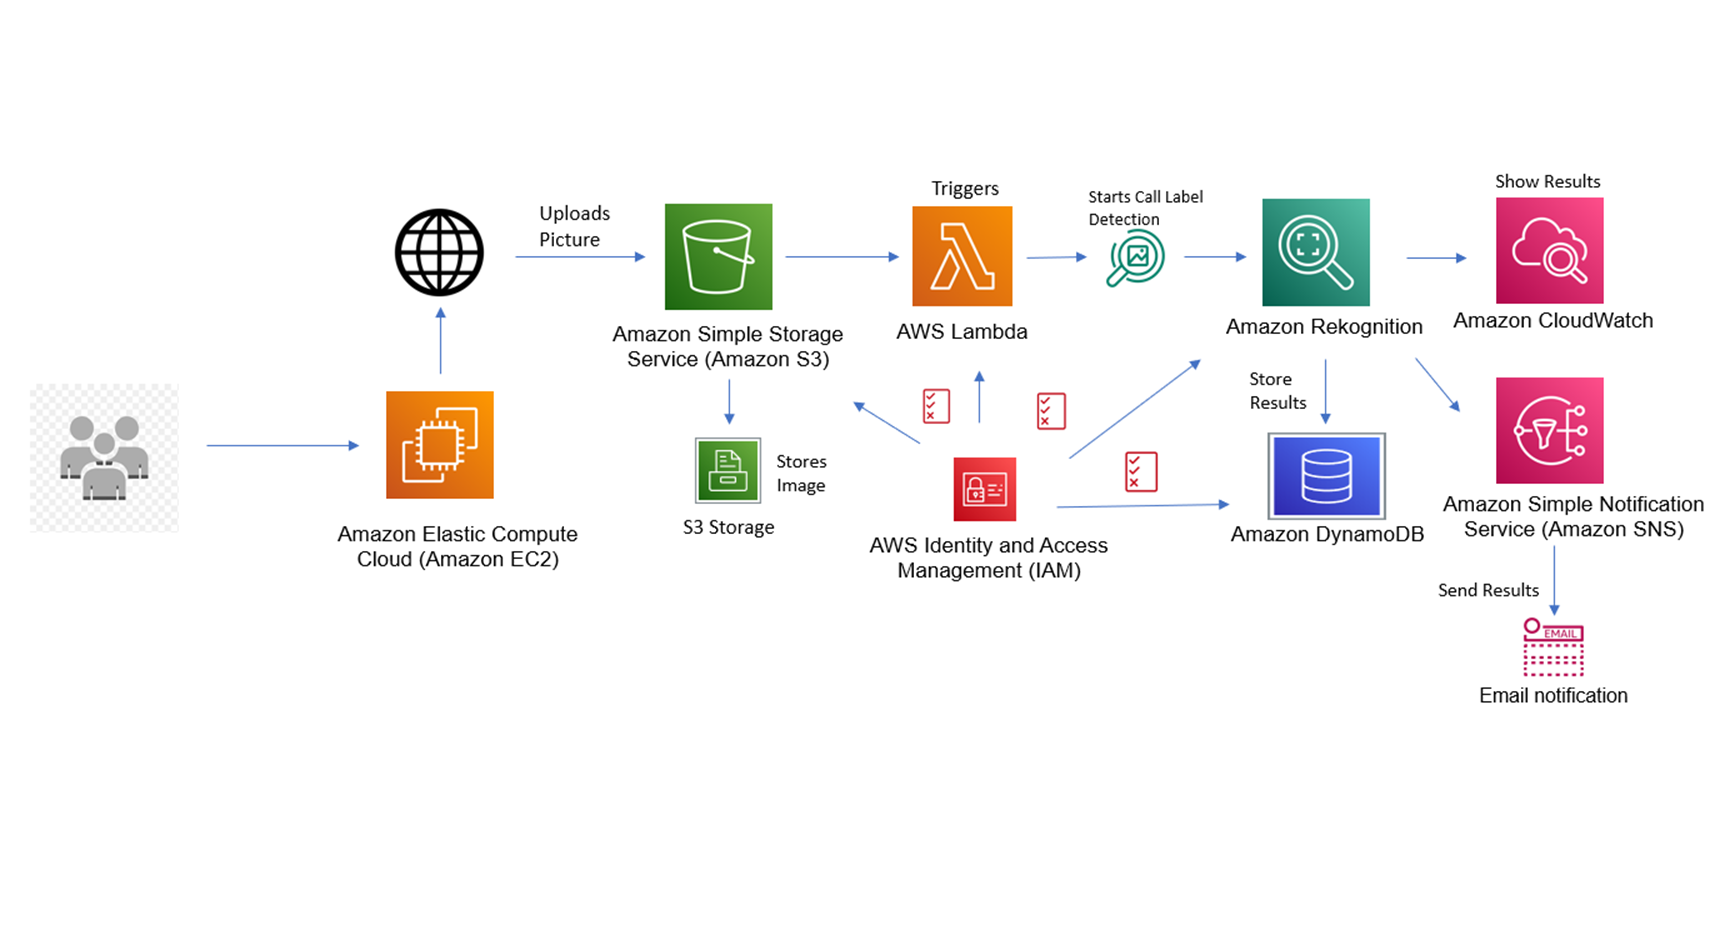 Uploads
Picture
Triggers
Starts Call Label
Detection
Show Results
Amazon Simple Storage
Service (Amazon S3)
AWS Lambda
Amazon Rekognition
Amazon CloudWatch
Store
Results
Stores
Image
S3 Storage
Amazon Elastic Compute
Cloud (Amazon EC2)
AWS Identity and Access
Management (IAM)
Amazon DynamoDB
Amazon Simple Notification
Service (Amazon SNS)
Send Results
EMAIL
Email notification